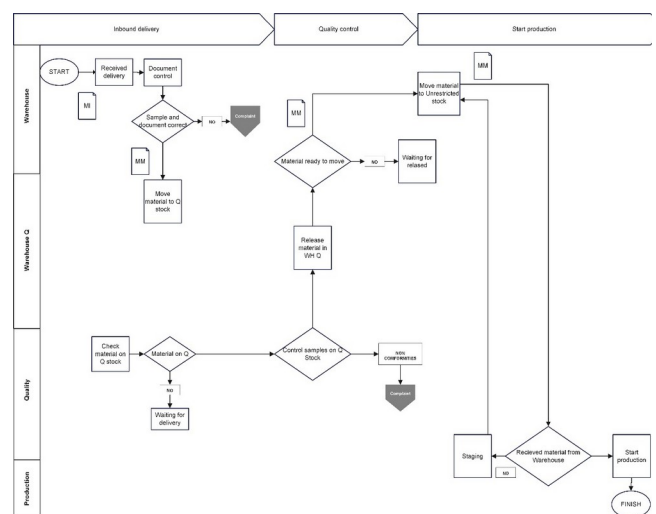 Inbound delivery
Quality control
Start production
Warehouse
Warehouse Q
Quality
Production
START
Received
delivery
Document
control
MI
Sample and
document correct
NO
Complaint
MM
Move
material to Q
stock
MM
Material ready to move
NO
Waiting for
relased
Move material
to Unrestricted
stock
MM
Release
material in
WH Q
Check
material on
Q stock
Material on Q
NO
Waiting for
delivery
Control samples on Q
Stock
NON
CONFORMITIES
Complaint
Staging
NO
Recieved material from
Warehouse
Start
production
FINISH